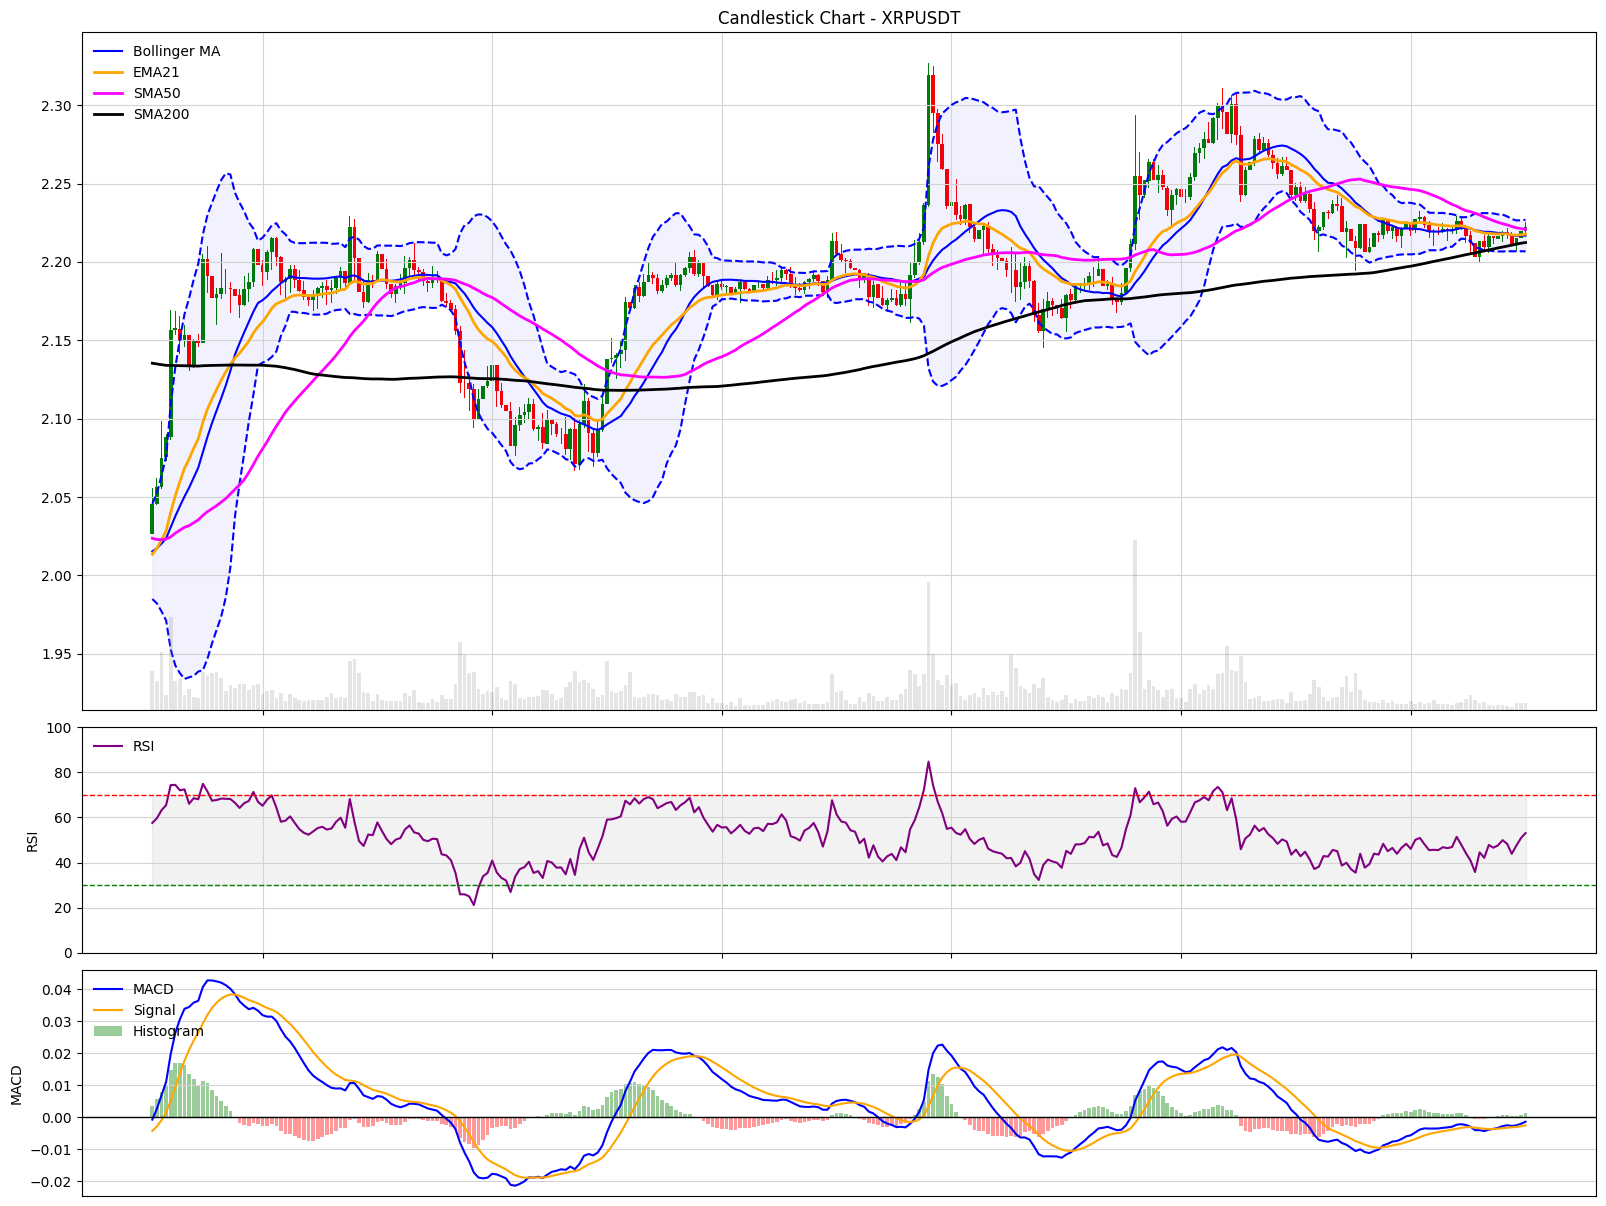 Candlestick Chart - XRPUSDT
Bollinger MA
EMA21
SMA50
SMA200
2.30
2.25
2.20
2.15
2.10
2.05
2.00
1.95
RSI
100
80
60
40
20
0
RSI
MACD
Signal
Histogram
0.04
0.03
0.02
0.01
0.00
−0.01
−0.02
MACD